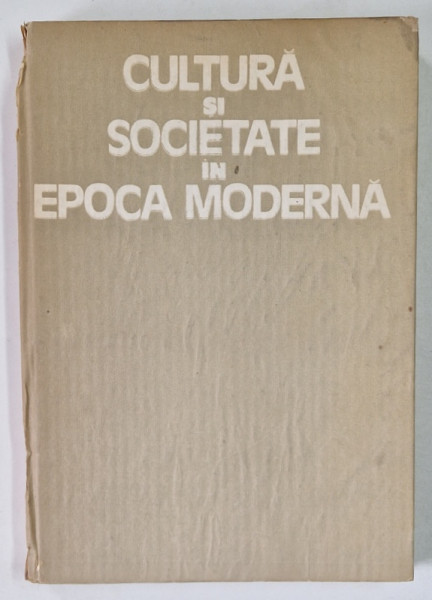 CULTURĂ
ȘI
SOCIETATE
ÎN
EPOCA MODERNĂ